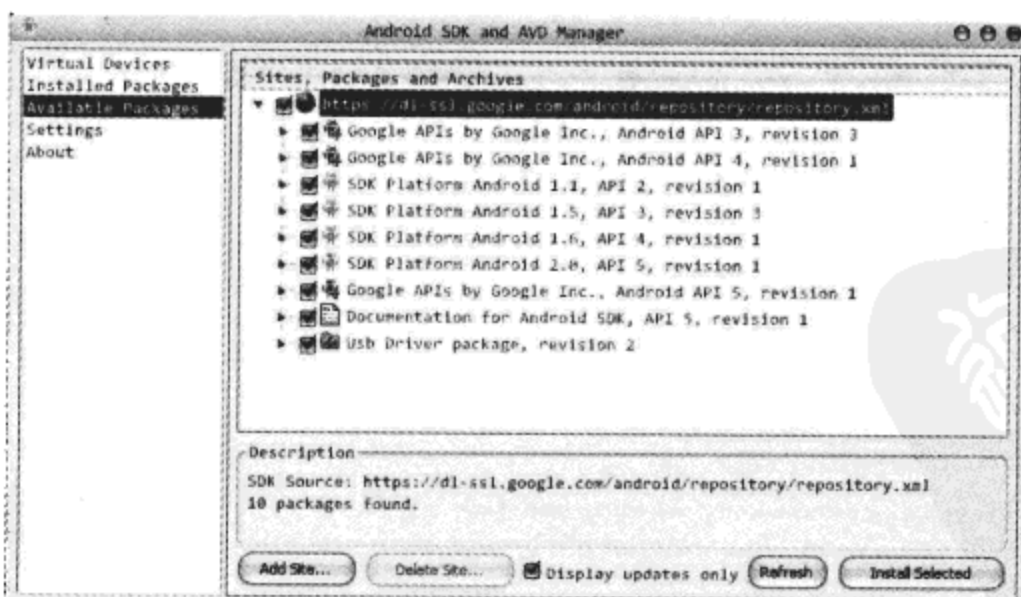 Android SDK and AVD Manager
Virtual Devices
Installed Packages
Available Packages
Settings
About
Sites, Packages and Archives
https://dl-ssl.google.com/android/repository/repository.xml
Google APIs by Google Inc., Android API 3, revision 3
Google APIs by Google Inc., Android API 4, revision 1
SDK Platform Android 1.1, API 2, revision 1
SDK Platform Android 1.5, API 3, revision 3
SDK Platform Android 1.6, API 4, revision 1
SDK Platform Android 2.0, API 5, revision 1
Google APIs by Google Inc., Android API 5, revision 1
Documentation for Android SDK, API 5, revision 1
Usb Driver package, revision 2
Description
SDK Source: https://dl-ssl.google.com/android/repository/repository.xml
10 packages found.
Add Site... Delete Site... Display updates only Refresh Install Selected